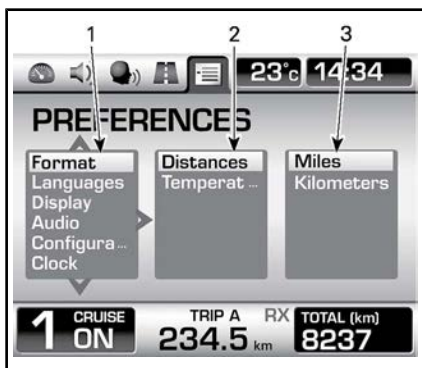 1 2 3
23°c 14:34
PREFERENCES
Format Distances Miles
Languages Temperat ... Kilometers
Display
Audio
Configura ...
Clock
1 CRUISE ON TRIP A 234.5 km RX TOTAL (km) 8237